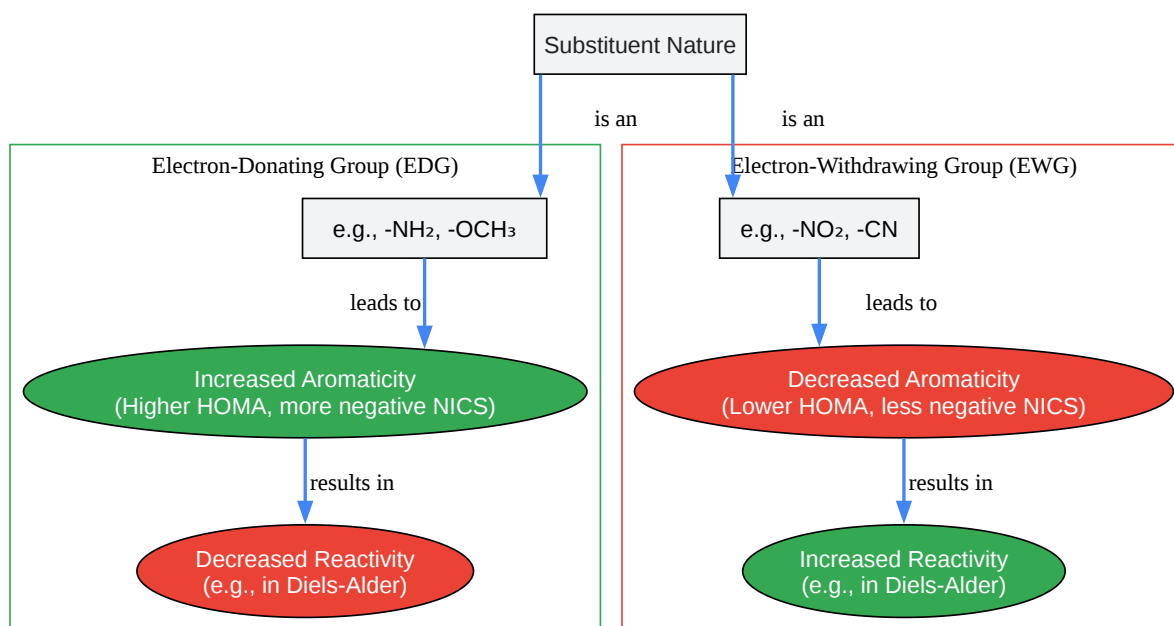 Substituent Nature
is an
is an
Electron-Donating Group (EDG)
Electron-Withdrawing Group (EWG)
e.g., -NH₂, -OCH₃
e.g., -NO₂, -CN
leads to
leads to
Increased Aromaticity
(Higher HOMA, more negative NICS)
Decreased Aromaticity
(Lower HOMA, less negative NICS)
results in
results in
Decreased Reactivity
(e.g., in Diels-Alder)
Increased Reactivity
(e.g., in Diels-Alder)